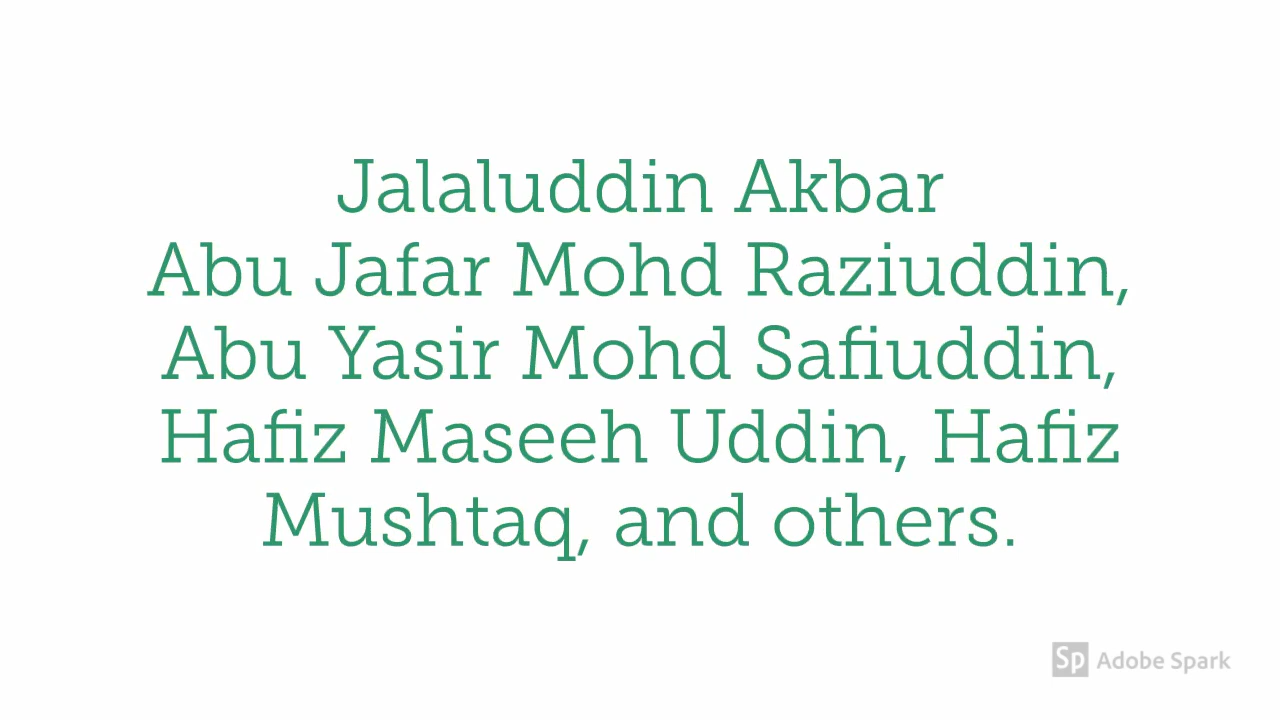 Jalaluddin Akbar
Abu Jafar Mohd Raziuddin,
Abu Yasir Mohd Safiuddin,
Hafiz Maseeh Uddin, Hafiz
Mushtaq, and others.
Sp Adobe Spark